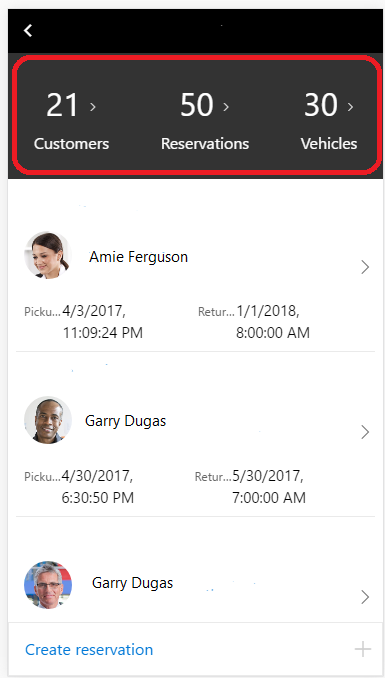 21 50 30
Customers Reservations Vehicles
Amie Ferguson
Picku... 4/3/2017, Retur... 1/1/2018,
11:09:24 PM 8:00:00 AM
Garry Dugas
Picku... 4/30/2017, Retur... 5/30/2017,
6:30:50 PM 7:00:00 AM
Garry Dugas
Create reservation